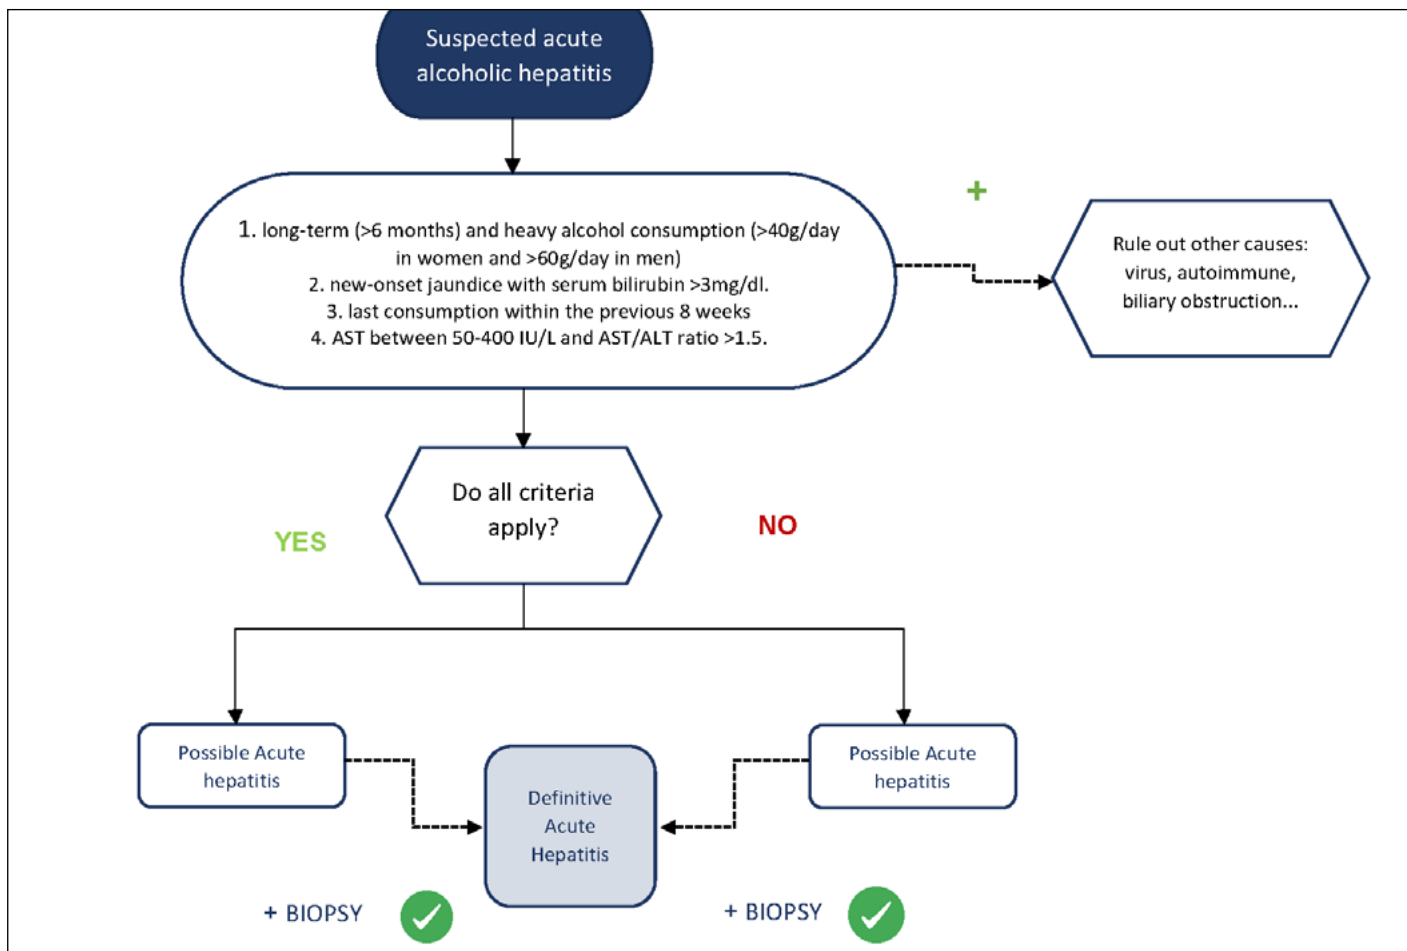 Suspected acute
alcoholic hepatitis
1. long-term (>6 months) and heavy alcohol consumption (>40g/day
in women and >60g/day in men)
2. new-onset jaundice with serum bilirubin >3mg/dl.
3. last consumption within the previous 8 weeks
4. AST between 50-400 IU/L and AST/ALT ratio >1.5.
+
Rule out other causes:
virus, autoimmune,
biliary obstruction...
Do all criteria
apply?
YES
NO
Possible Acute
hepatitis
Definitive
Acute
Hepatitis
Possible Acute
hepatitis
+ BIOPSY
+ BIOPSY